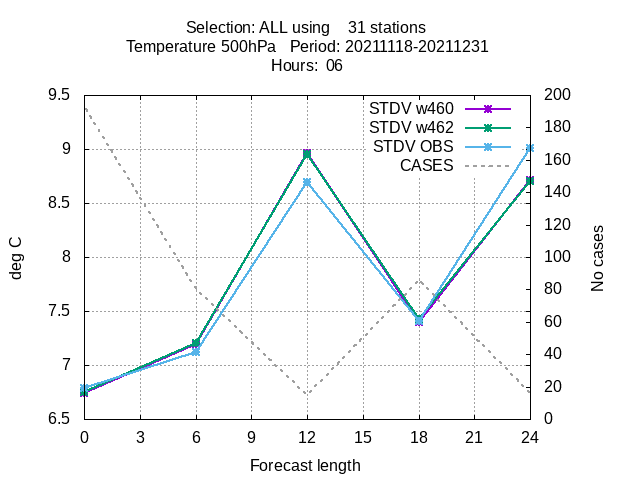 Selection: ALL using    31 stations
Temperature 500hPa   Period: 20211118-20211231
Hours:  06
9.5
9
8.5
8
7.5
7
6.5
deg C
STDV w460
STDV w462
STDV OBS
CASES
200
180
160
140
120
100
80
60
40
20
0
No cases
0 3 6 9 12 15 18 21 24
Forecast length